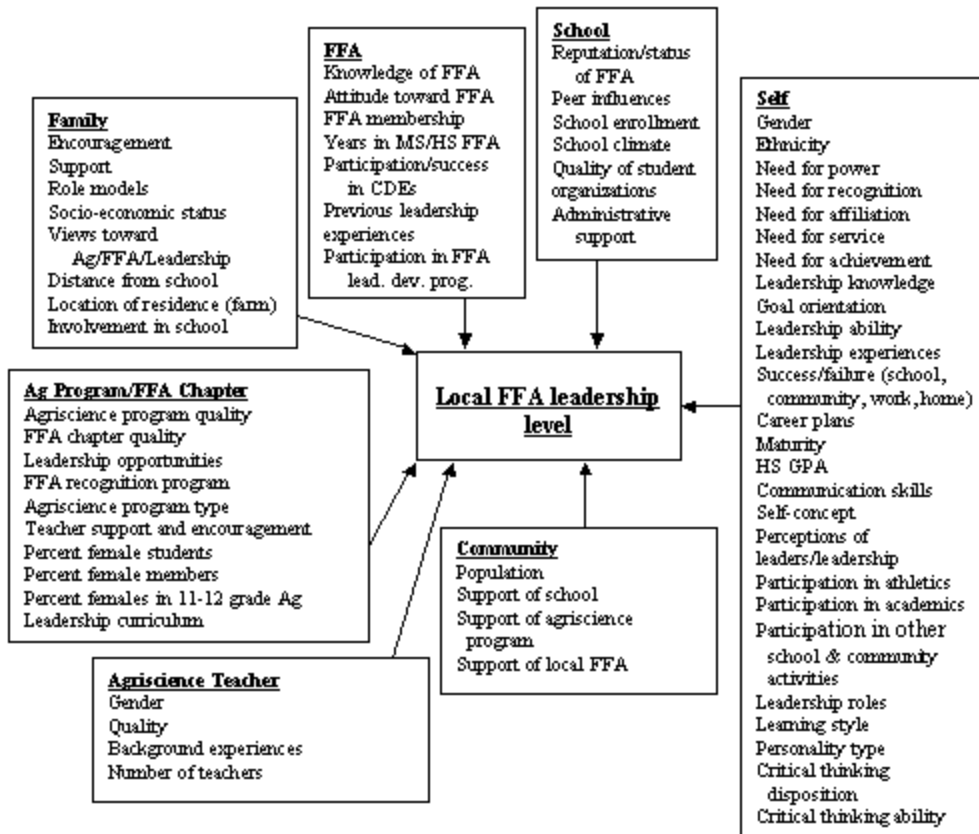 School
Reputation/status
of FFA
Peer influences
School enrollment
School climate
Quality of student
organizations
Administrative
support
FFA
Knowledge of FFA
Attitude toward FFA
FFA membership
Years in MS/HS FFA
Participation/success
in CDEs
Previous leadership
experiences
Participation in FFA
lead. dev. prog.
Family
Encouragement
Support
Role models
Socio-economic status
Views toward
Ag/FFA/Leadership
Distance from school
Location of residence (farm)
Involvement in school
Self
Gender
Ethnicity
Need for power
Need for recognition
Need for affiliation
Need for service
Need for achievement
Leadership knowledge
Goal orientation
Leadership ability
Leadership experiences
Success/failure (school,
community, work, home)
Career plans
Maturity
HS GPA
Communication skills
Self-concept
Perceptions of
leaders/leadership
Participation in athletics
Participation in academics
Participation in other
school & community
activities
Leadership roles
Learning style
Personality type
Critical thinking
disposition
Critical thinking ability
Local FFA leadership
level
Ag Program/FFA Chapter
Agriscience program quality
FFA chapter quality
Leadership opportunities
FFA recognition program
Agriscience program type
Teacher support and encouragement
Percent female students
Percent female members
Percent females in 11-12 grade Ag
Leadership curriculum
Community
Population
Support of school
Support of agriscience
program
Support of local FFA
Agriscience Teacher
Gender
Quality
Background experiences
Number of teachers